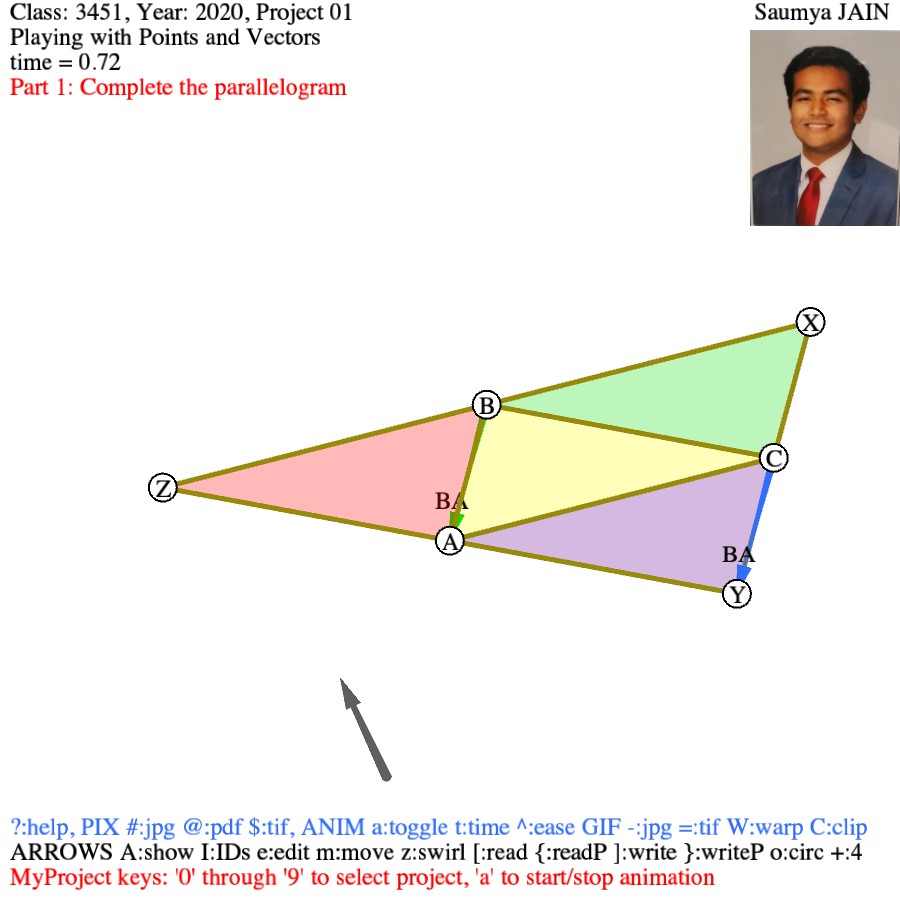 Class: 3451, Year: 2020, Project 01
Saumya JAIN
Playing with Points and Vectors
time = 0.72
Part 1: Complete the parallelogram
X
B
C
Z
BA
A
BA
Y
?:help, PIX #:jpg @:pdf $:tif, ANIM a:toggle t:time ^:ease GIF -:jpg =:tif W:warp C:clip
ARROWS A:show I:IDs e:edit m:move z:swirl [:read {:readP ]:write }:writeP o:circ +:4
MyProject keys: '0' through '9' to select project, 'a' to start/stop animation